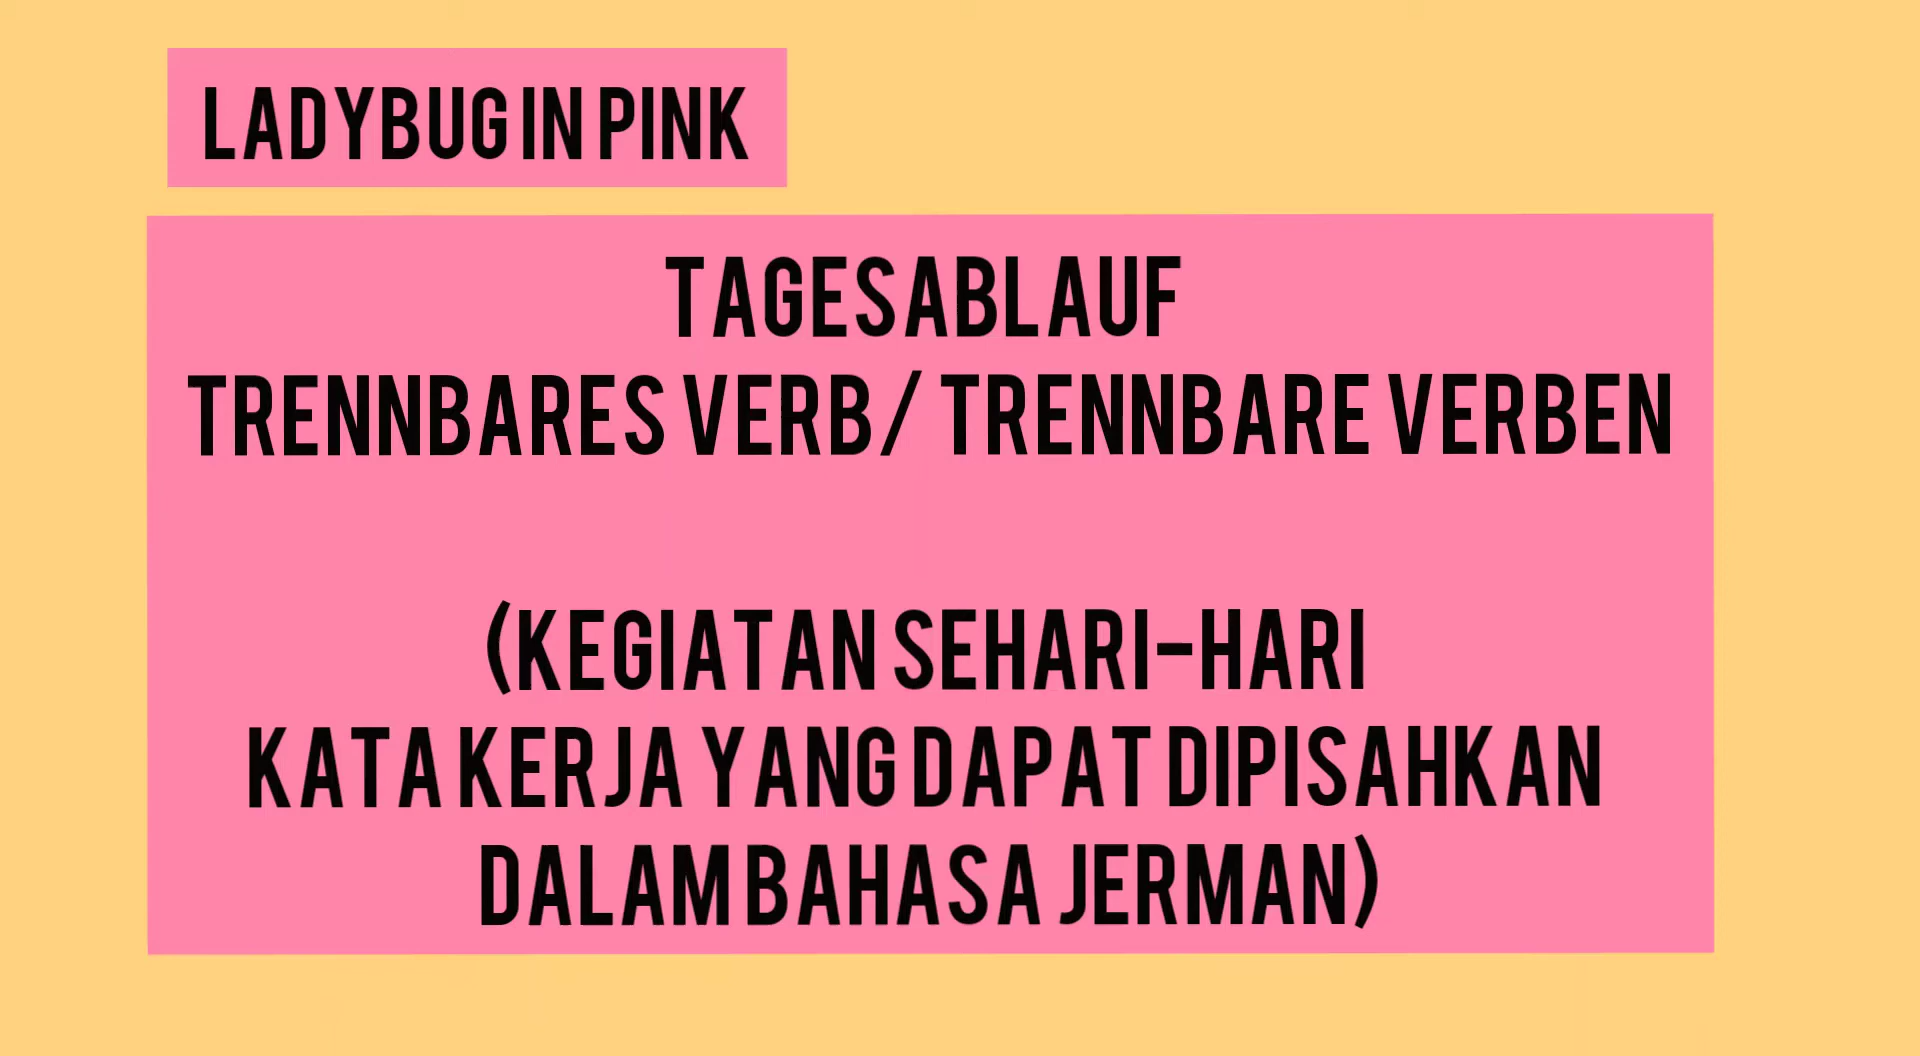 LADYBUG IN PINK
TAGESABLAUF
TRENNBARES VERB/ TRENNBARE VERBEN
(KEGIATAN SEHARI-HARI
KATA KERJA YANG DAPAT DIPISAHKAN
DALAM BAHASA JERMAN)